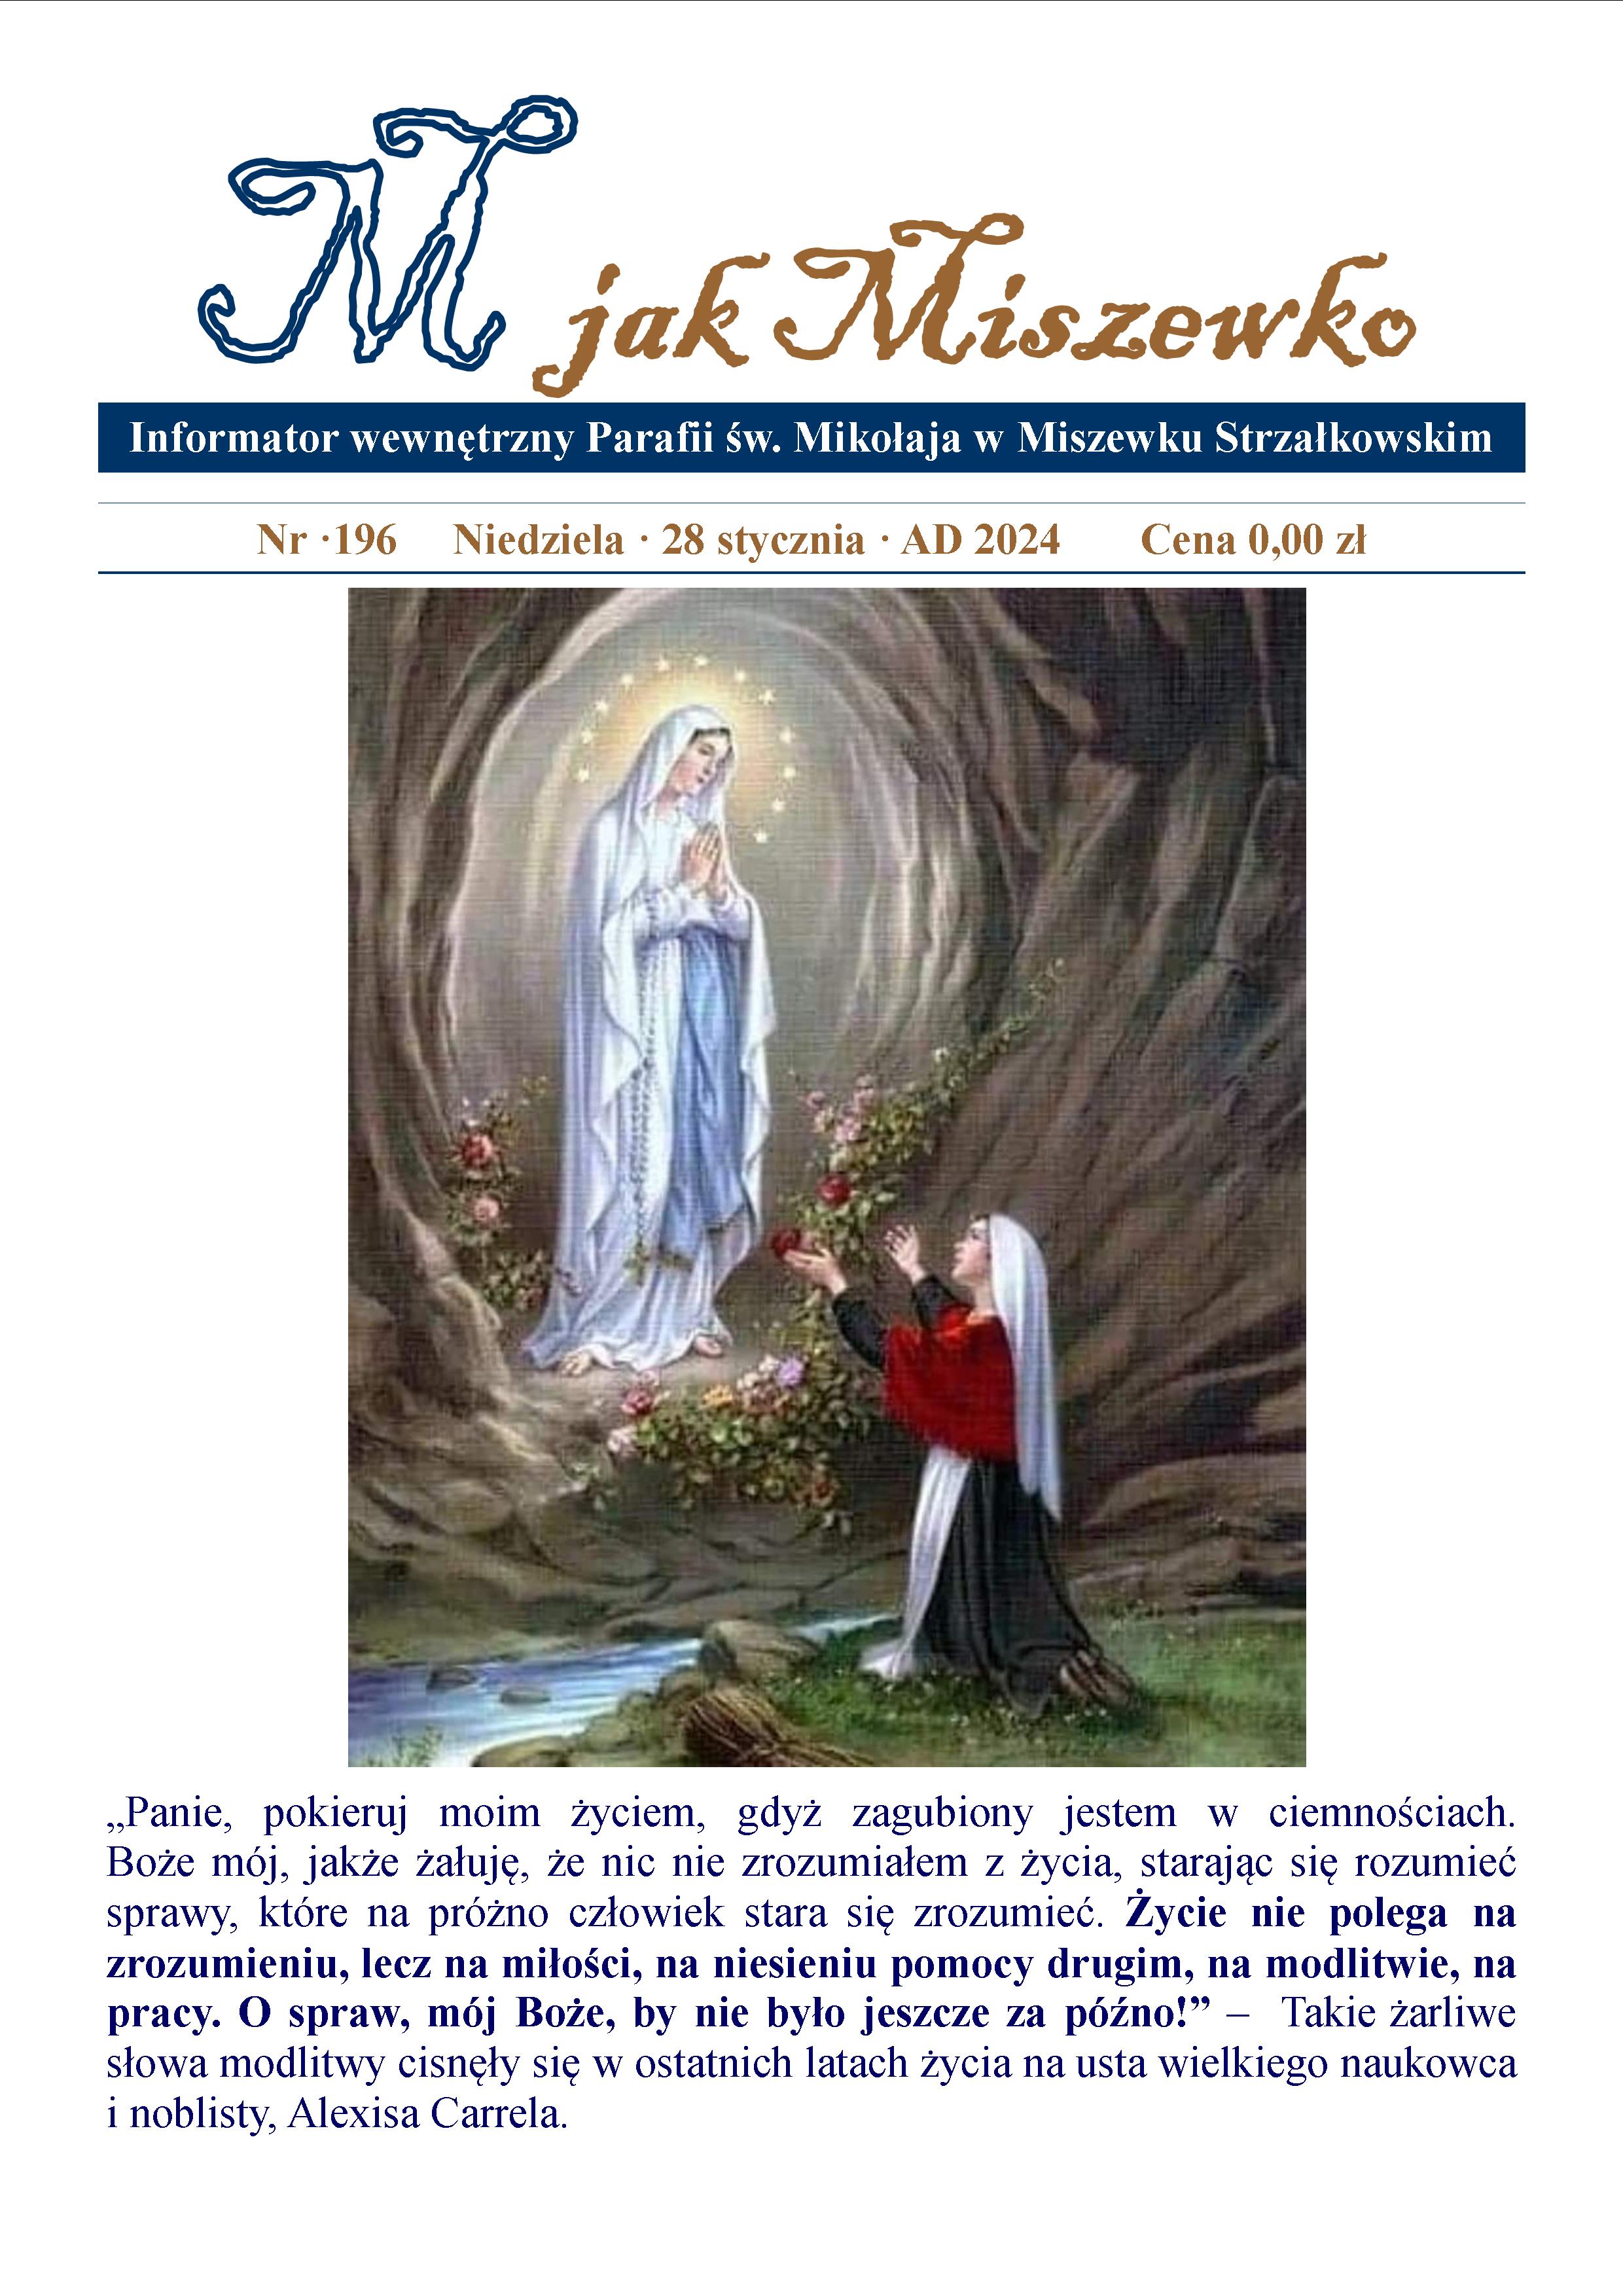 M jak Miszewko
Informator wewnętrzny Parafii św. Mikołaja w Miszewku Strzałkowskim
Nr ·196 Niedziela · 28 stycznia · AD 2024 Cena 0,00 zł
„Panie, pokieruj moim życiem, gdyż zagubiony jestem w ciemnościach.
Boże mój, jakże żałuję, że nic nie zrozumiałem z życia, starając się rozumieć
sprawy, które na próżno człowiek stara się zrozumieć. Życie nie polega na
zrozumieniu, lecz na miłości, na niesieniu pomocy drugim, na modlitwie, na
pracy. O spraw, mój Boże, by nie było jeszcze za późno!” – Takie żarliwe
słowa modlitwy cisnęły się w ostatnich latach życia na usta wielkiego naukowca
i noblisty, Alexisa Carrela.